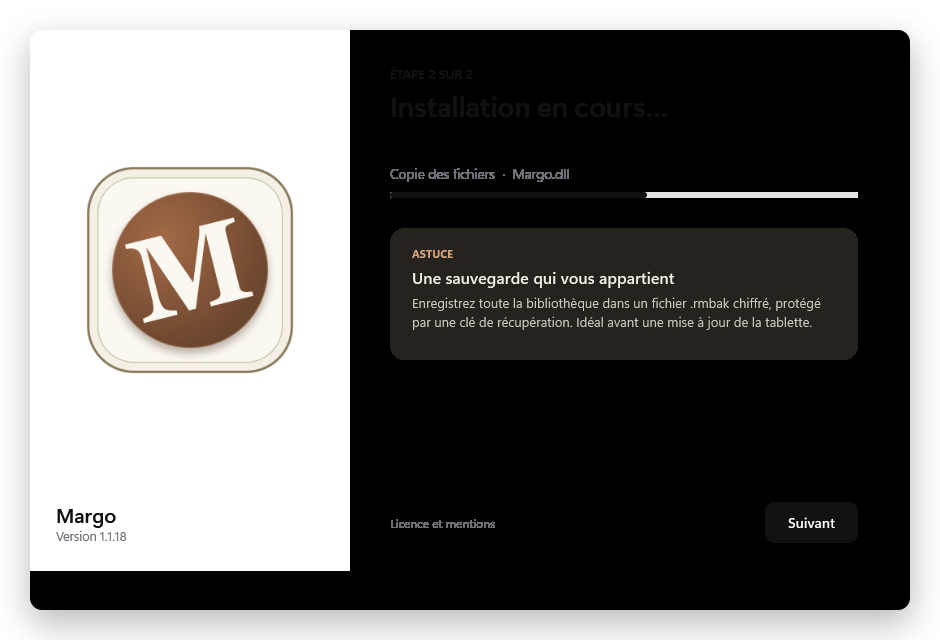 M
Margo
Version 1.1.18
ÉTAPE 2 SUR 2
Installation en cours...
Copie des fichiers · Margo.dll
ASTUCE
Une sauvegarde qui vous appartient
Enregistrez toute la bibliothèque dans un fichier .rmbak chiffré, protégé
par une clé de récupération. Idéal avant une mise à jour de la tablette.
Licence et mentions
Suivant